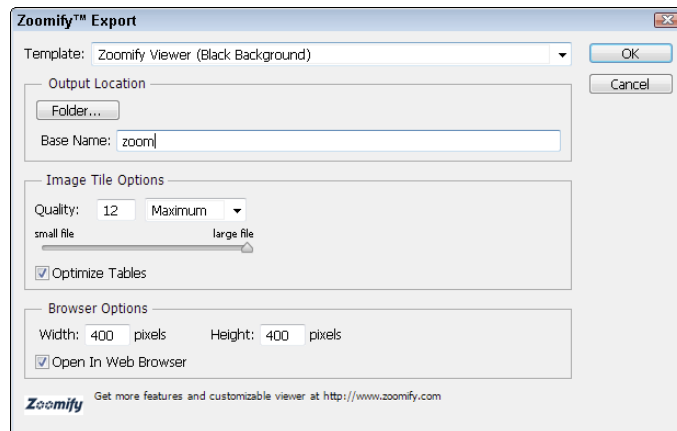 Zoomify™ Export
Template: Zoomify Viewer (Black Background)
OK
Cancel
Output Location
Folder...
Base Name: zoom
Image Tile Options
Quality: 12 Maximum
small file large file
Optimize Tables
Browser Options
Width: 400 pixels Height: 400 pixels
Open In Web Browser
Zoomify Get more features and customizable viewer at http://www.zoomify.com